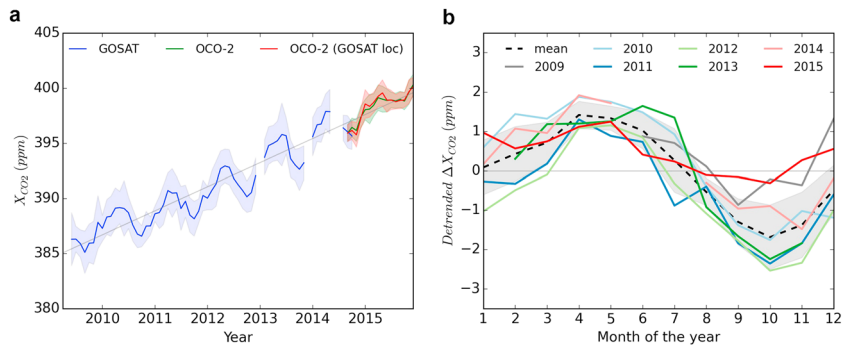 a
405
400
395
390
385
380
X_CO2 (ppm)
GOSAT
OCO-2
OCO-2 (GOSAT loc)
2010 2011 2012 2013 2014 2015
Year
b
3
2
1
0
−1
−2
−3
Detrended ΔX_CO2 (ppm)
mean 2010 2012 2014
2009 2011 2013 2015
1 2 3 4 5 6 7 8 9 10 11 12
Month of the year